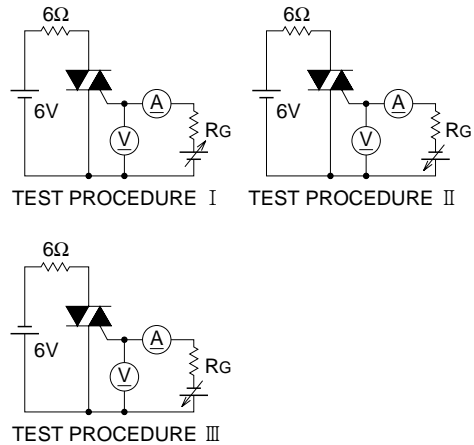 6Ω
6V
A
V
RG
TEST PROCEDURE Ⅰ
6Ω
6V
A
V
RG
TEST PROCEDURE Ⅱ
6Ω
6V
A
V
RG
TEST PROCEDURE Ⅲ